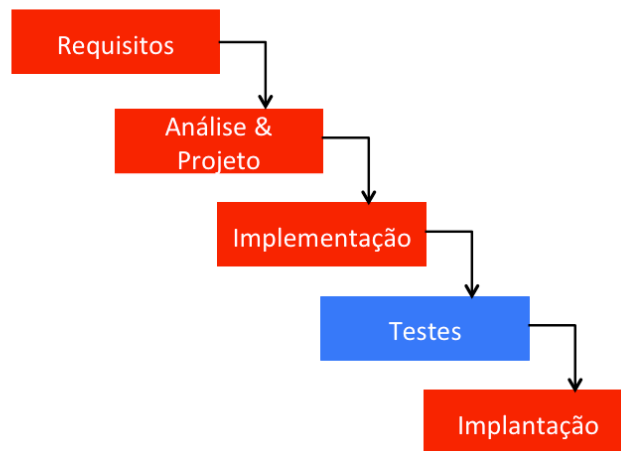 Requisitos
Análise &
Projeto
Implementação
Testes
Implantação